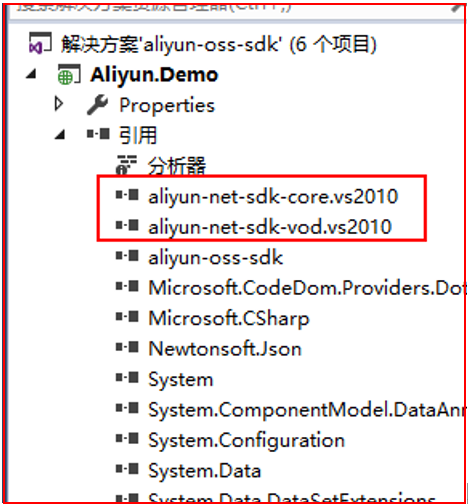 搜索解决方案资源管理器(Ctrl+;)
解决方案'aliyun-oss-sdk' (6 个项目)
Aliyun.Demo
Properties
引用
分析器
aliyun-net-sdk-core.vs2010
aliyun-net-sdk-vod.vs2010
aliyun-oss-sdk
Microsoft.CodeDom.Providers.Dot
Microsoft.CSharp
Newtonsoft.Json
System
System.ComponentModel.DataAnn
System.Configuration
System.Data
System.Data.DataSetExtensions